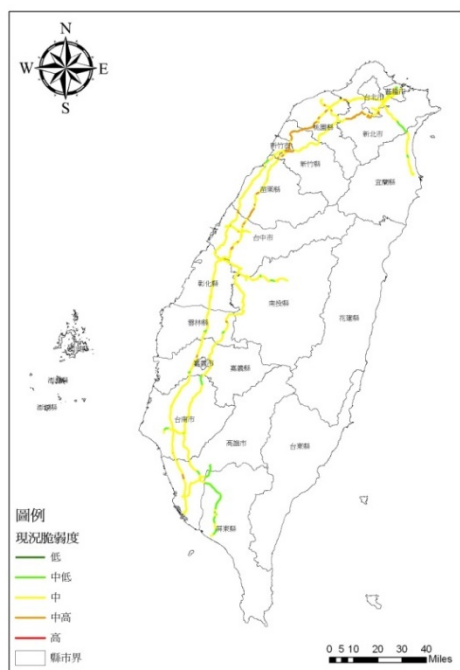 N
W
E
S
台北市
基隆市
桃園縣
新北市
新竹市
新竹縣
宜蘭縣
苗栗縣
台中市
彰化縣
南投縣
花蓮縣
雲林縣
嘉義市
嘉義縣
台南市
高雄市
台東縣
屏東縣
圖例
現況脆弱度
低
中低
中
中高
高
縣市界
0 5 10 20 30 40
Miles